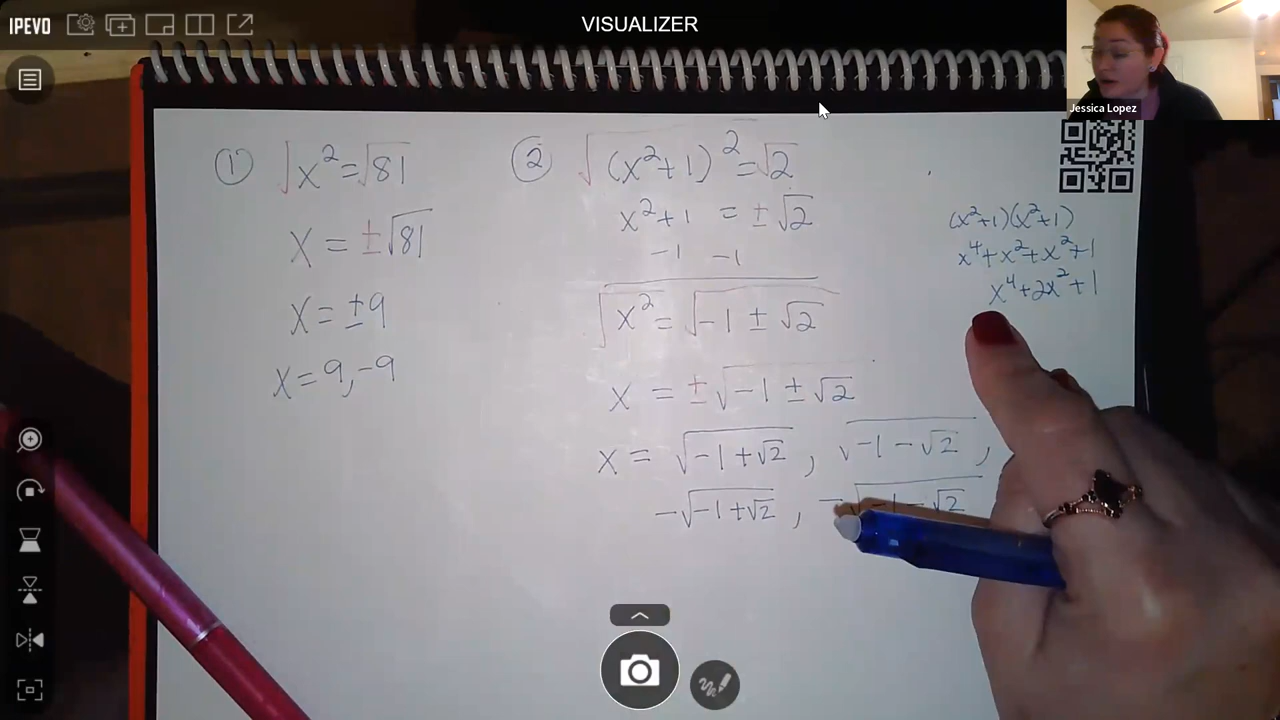 IPEVO
VISUALIZER
Jessica Lopez
① √x² = √81
x = ±√81
x = ±9
x = 9, -9
② √(x²+1)² = √2
x²+1 = ±√2
-1 -1
√x² = √-1 ± √2
x = ±√-1 ± √2
x = √-1+√2 , √-1-√2 ,
-√-1+√2 , -√-1-√2
(x²+1)(x²+1)
x⁴+x²+x²+1
x⁴+2x²+1